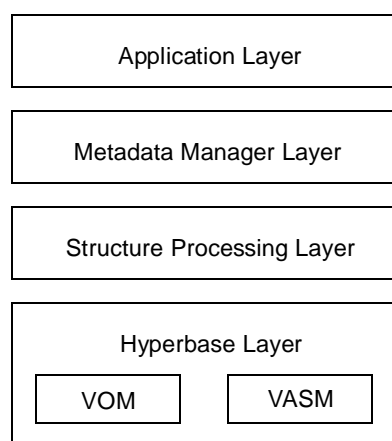 Application Layer
Metadata Manager Layer
Structure Processing Layer
Hyperbase Layer
VOM VASM